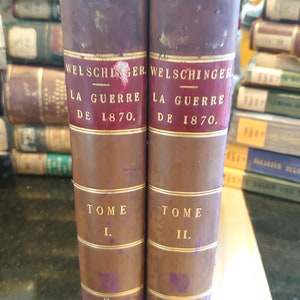 WELSCHINGER
LA GUERRE
DE 1870.
TOME
I.
WELSCHINGER.
LA GUERRE
DE 1870.
TOME
II.